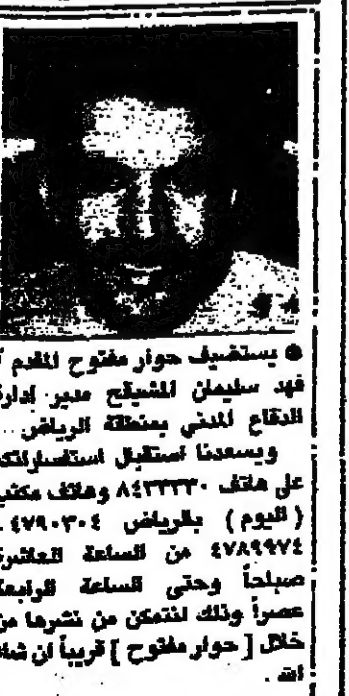 ● يستضيف حوار مفتوح المقدم /
فهد سليمان المشيقح مدير إدارة
الدفاع المدني بمنطقة الرياض ..
ويسعدنا استقبال استفساراتكم
على هاتف ٨٤٣٣٣٣٠ وهاتف مكتب
( اليوم ) بالرياض ٤٧٩٠٣٠٤ ـ
٤٧٨٩٩٧٤ من الساعة العاشرة
صباحاً وحتى الساعة الرابعة
عصراً وذلك لنتمكن من نشرها من
خلال [ حوار مفتوح ] قريباً ان شاء
الله .